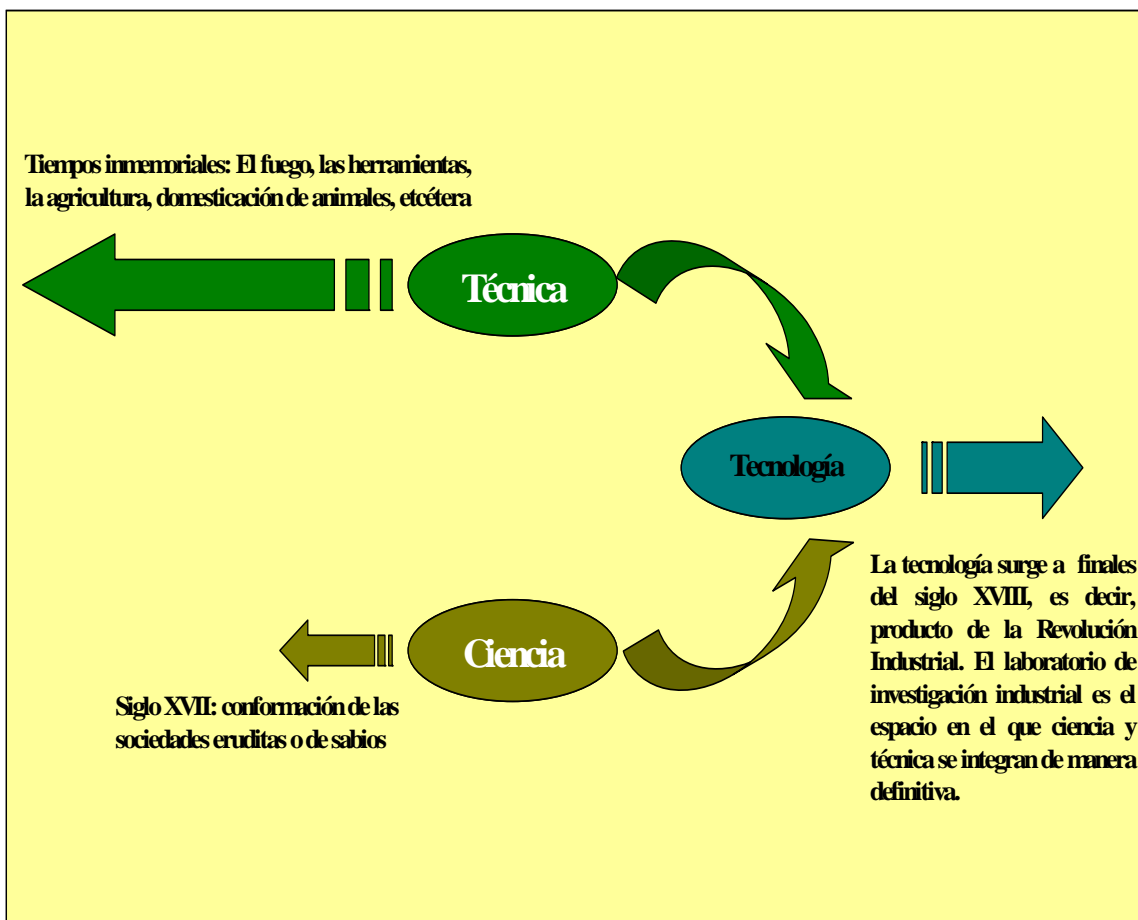 Tiempos inmemoriales: El fuego, las herramientas,
la agricultura, domesticación de animales, etcétera
Técnica
Tecnología
Ciencia
Siglo XVII: conformación de las
sociedades eruditas o de sabios
La tecnología surge a finales
del siglo XVIII, es decir,
producto de la Revolución
Industrial. El laboratorio de
investigación industrial es el
espacio en el que ciencia y
técnica se integran de manera
definitiva.